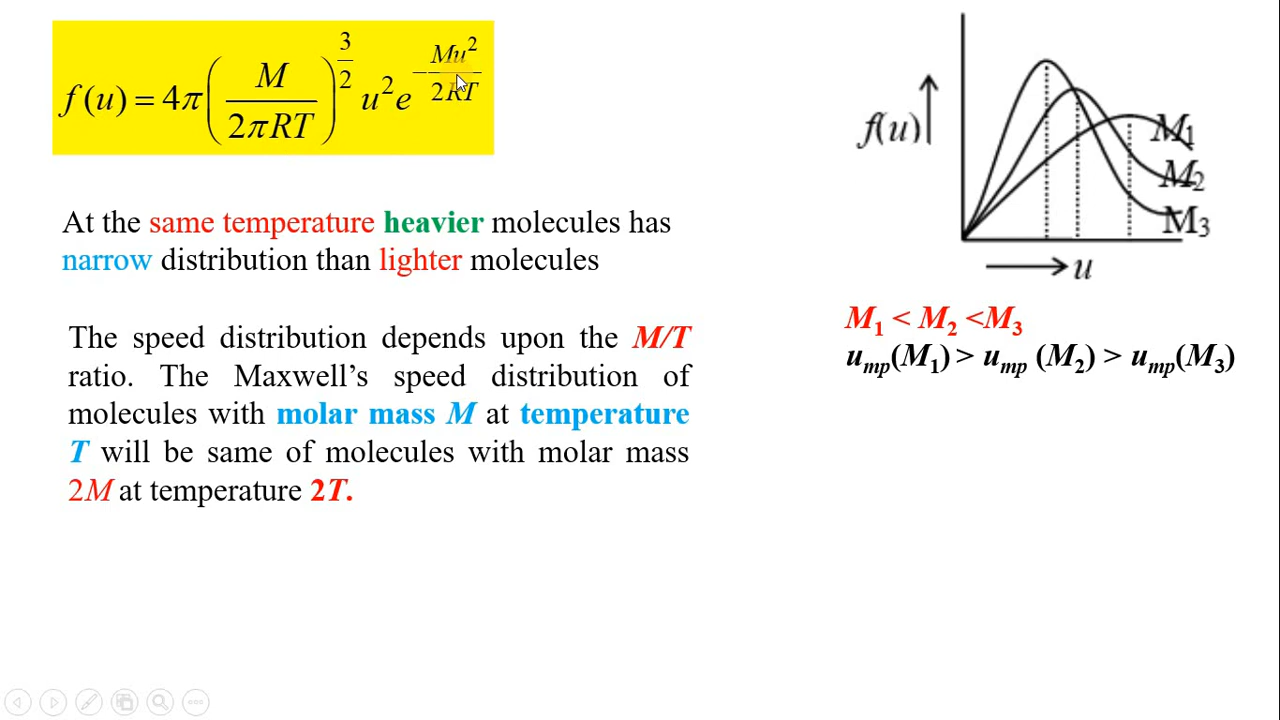 f(u) = 4π(M/2πRT)^{3/2} u²e^{-Mu²/2RT}
At the same temperature heavier molecules has
narrow distribution than lighter molecules
The speed distribution depends upon the M/T
ratio. The Maxwell's speed distribution of
molecules with molar mass M at temperature
T will be same of molecules with molar mass
2M at temperature 2T.
f(u)
M₁
M₂
M₃
u
M₁ < M₂ <M₃
uₘₚ(M₁) > uₘₚ (M₂) > uₘₚ(M₃)